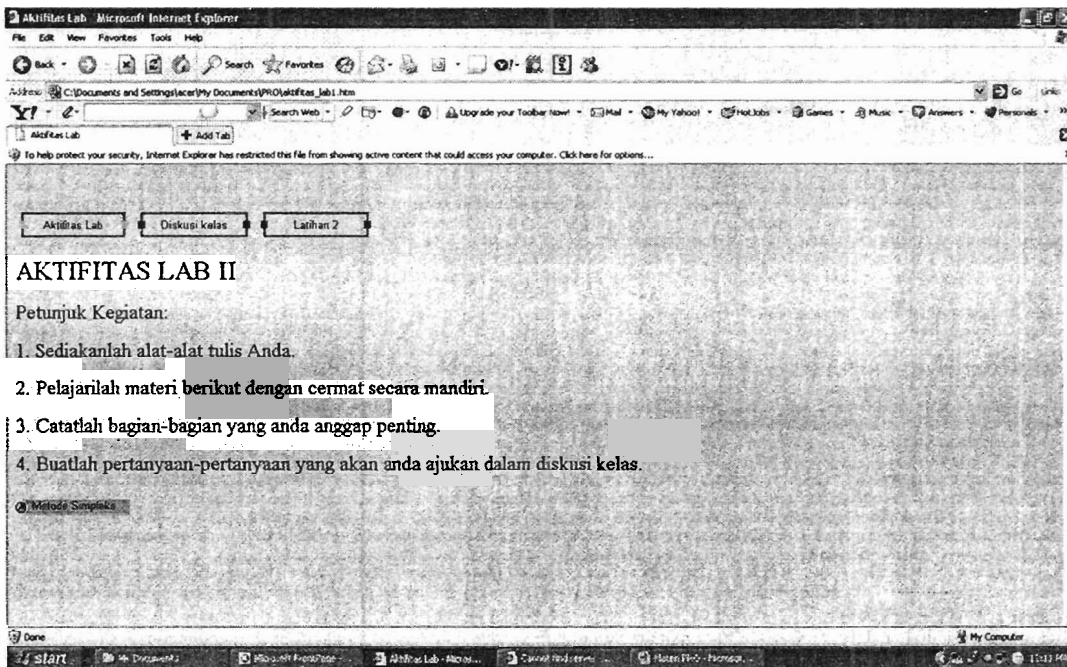 Aktifitas Lab Microsoft Internet Explorer
File Edit View Favorites Tools Help
Back Search Favorites
Address C:\Documents and Settings\acer\My Documents\PRO\aktifitas_lab1.htm Go Links
Y! Search Web Upgrade your Toolbar Now! Mail My Yahoo! HotJobs Games Music Answers Personals
Aktifitas Lab Add Tab
To help protect your security, Internet Explorer has restricted this file from showing active content that could access your computer. Click here for options...
Aktifitas Lab Diskusi kelas Latihan 2
AKTIFITAS LAB II
Petunjuk Kegiatan:
1. Sediakanlah alat-alat tulis Anda.
2. Pelajarilah materi berikut dengan cermat secara mandiri.
3. Catatlah bagian-bagian yang anda anggap penting.
4. Buatlah pertanyaan-pertanyaan yang akan anda ajukan dalam diskusi kelas.
Metode Simpleks
Done My Computer
start My Documents Microsoft FrontPage - ... Aktifitas Lab - Micros... Cannot find server - ...